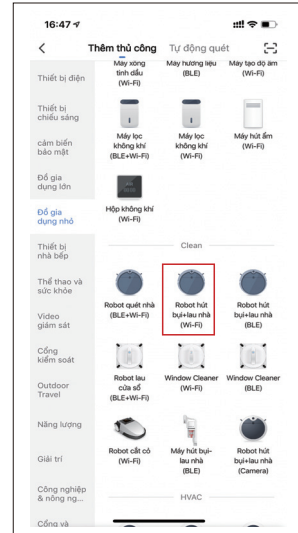 16:47
Thêm thủ công Tự động quét
Thiết bị điện
Thiết bị
chiếu sáng
cảm biến
bảo mật
Đồ gia
dụng lớn
Đồ gia
dụng nhỏ
Thiết bị
nhà bếp
Thể thao và
sức khỏe
Video
giám sát
Cổng
kiểm soát
Outdoor
Travel
Năng lượng
Giải trí
Công nghiệp
& nông ng...
Cổng và
Máy xông
tinh dầu
(Wi-Fi)
Máy hương liệu
(BLE)
Máy tạo độ ẩm
(Wi-Fi)
Máy lọc
không khí
(BLE+Wi-Fi)
Máy lọc
không khí
(Wi-Fi)
Máy hút ẩm
(Wi-Fi)
Hộp không khí
(Wi-Fi)
Clean
Robot quét nhà
(BLE+Wi-Fi)
Robot hút
bụi+lau nhà
(Wi-Fi)
Robot hút
bụi+lau nhà
(BLE)
Robot lau
cửa sổ
(BLE+Wi-Fi)
Window Cleaner
(Wi-Fi)
Window Cleaner
(BLE)
Robot cắt cỏ
(Wi-Fi)
Máy hút bụi-
lau nhà
(BLE)
Robot hút
bụi+lau nhà
(Camera)
HVAC